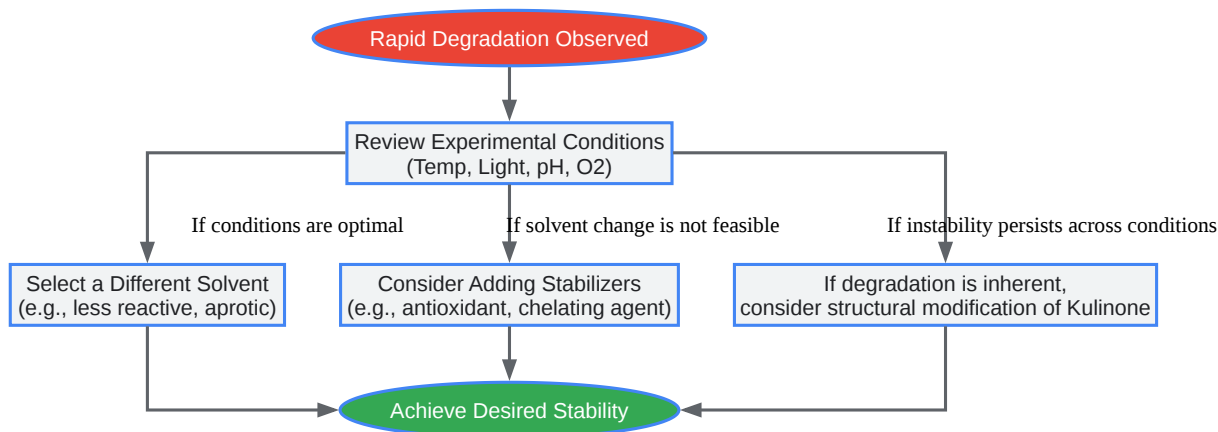 Rapid Degradation Observed
Review Experimental Conditions
(Temp, Light, pH, O2)
If conditions are optimal
If solvent change is not feasible
If instability persists across conditions
Select a Different Solvent
(e.g., less reactive, aprotic)
Consider Adding Stabilizers
(e.g., antioxidant, chelating agent)
If degradation is inherent,
consider structural modification of Kulinone
Achieve Desired Stability